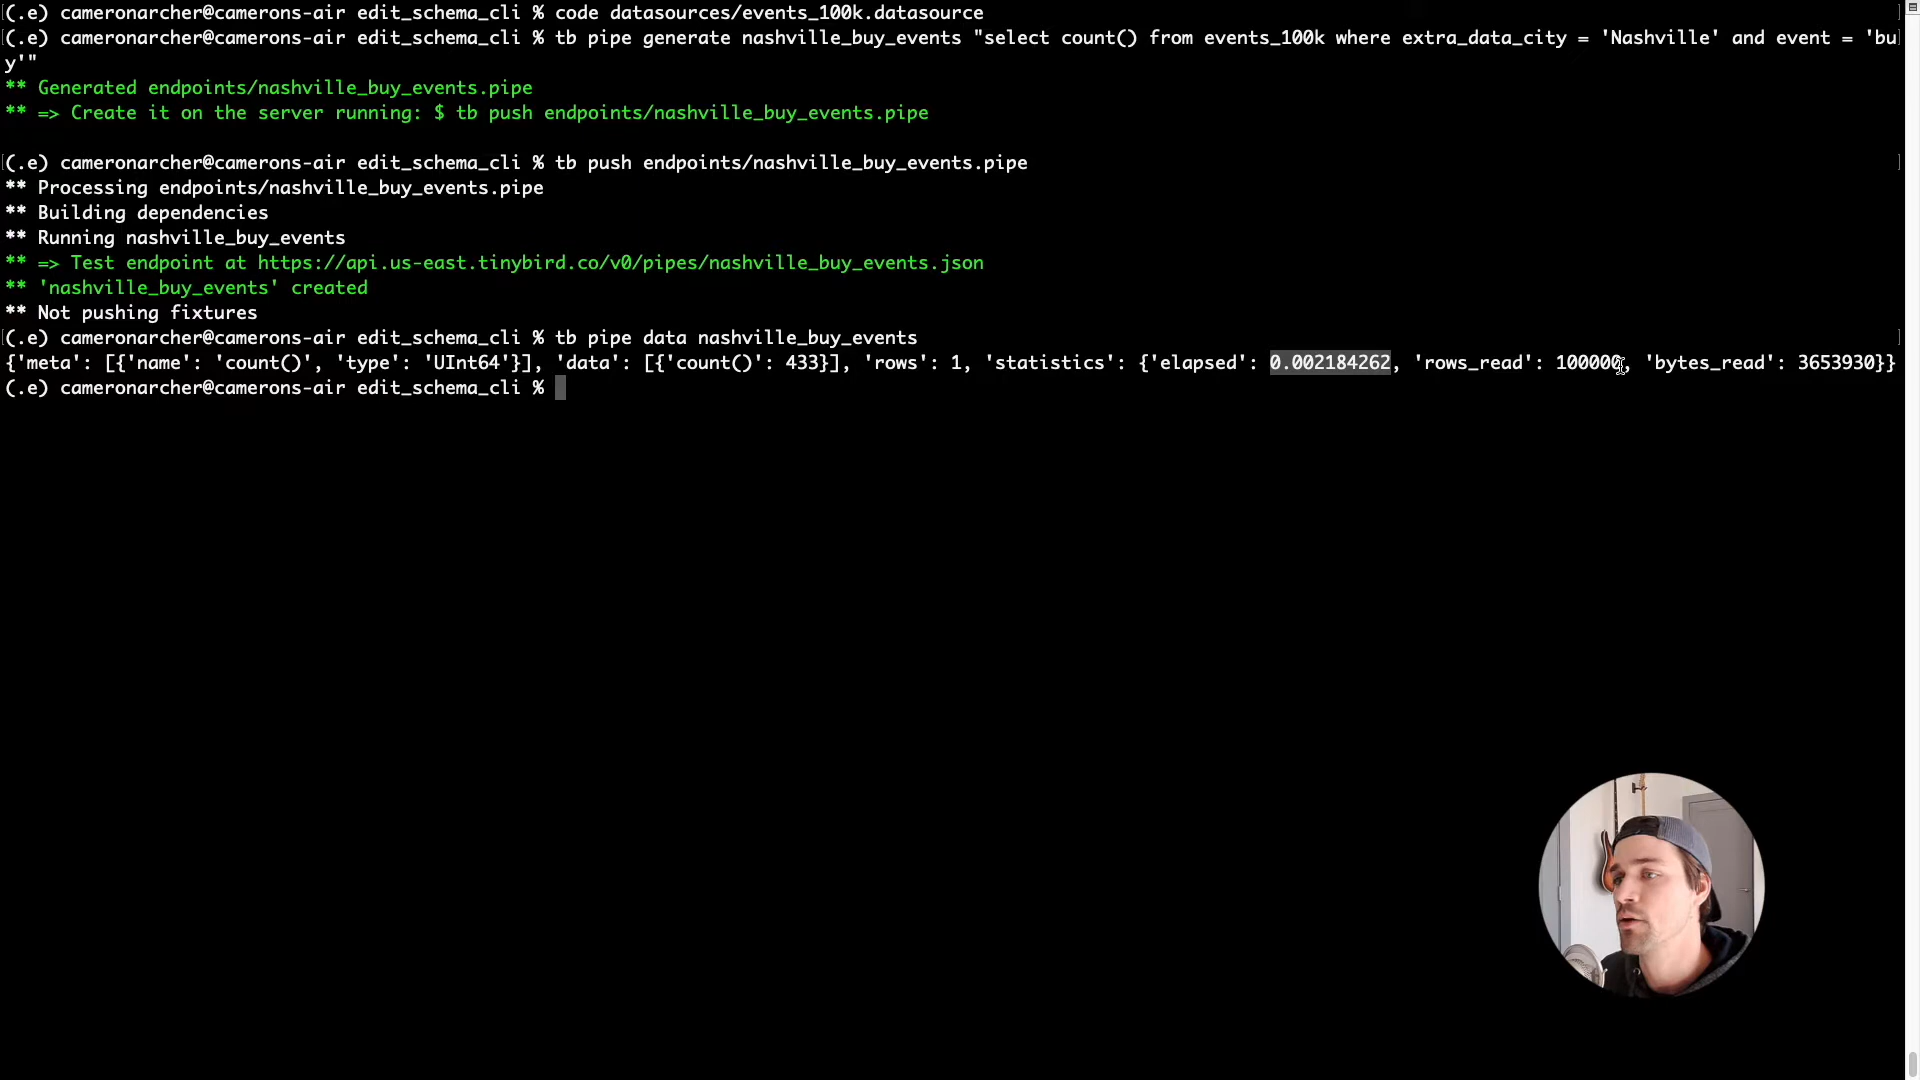 (.e) cameronarcher@camerons-air edit_schema_cli % code datasources/events_100k.datasource
(.e) cameronarcher@camerons-air edit_schema_cli % tb pipe generate nashville_buy_events "select count() from events_100k where extra_data_city = 'Nashville' and event = 'bu
y'"
** Generated endpoints/nashville_buy_events.pipe
** => Create it on the server running: $ tb push endpoints/nashville_buy_events.pipe
(.e) cameronarcher@camerons-air edit_schema_cli % tb push endpoints/nashville_buy_events.pipe
** Processing endpoints/nashville_buy_events.pipe
** Building dependencies
** Running nashville_buy_events
** => Test endpoint at https://api.us-east.tinybird.co/v0/pipes/nashville_buy_events.json
** 'nashville_buy_events' created
** Not pushing fixtures
(.e) cameronarcher@camerons-air edit_schema_cli % tb pipe data nashville_buy_events
{'meta': [{'name': 'count()', 'type': 'UInt64'}], 'data': [{'count()': 433}], 'rows': 1, 'statistics': {'elapsed': 0.002184262, 'rows_read': 100000, 'bytes_read': 3653930}}
(.e) cameronarcher@camerons-air edit_schema_cli %